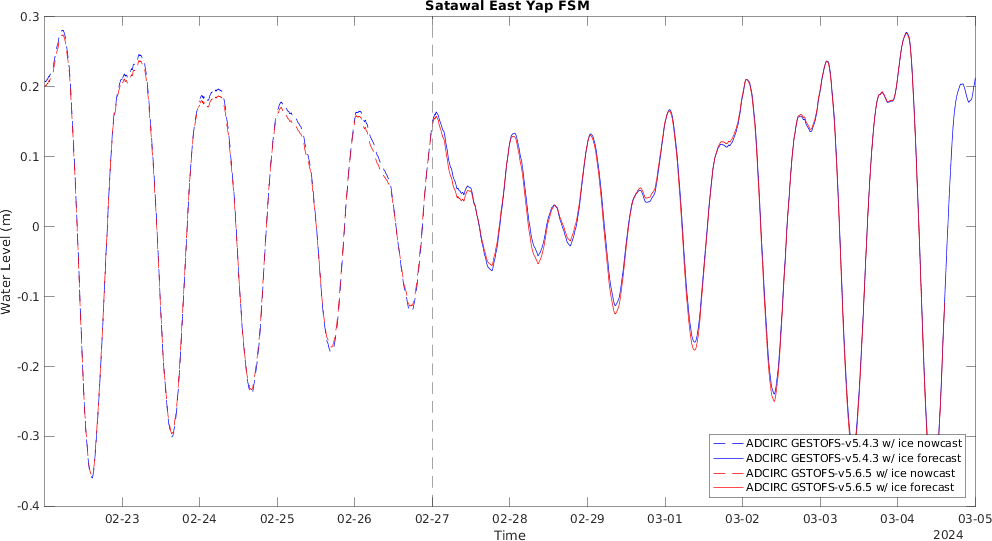 Satawal East Yap FSM
Water Level (m)
0.3
0.2
0.1
0
-0.1
-0.2
-0.3
-0.4
ADCIRC GESTOFS-v5.4.3 w/ ice nowcast
ADCIRC GESTOFS-v5.4.3 w/ ice forecast
ADCIRC GSTOFS-v5.6.5 w/ ice nowcast
ADCIRC GSTOFS-v5.6.5 w/ ice forecast
02-23 02-24 02-25 02-26 02-27 02-28 02-29 03-01 03-02 03-03 03-04 03-05
Time
2024